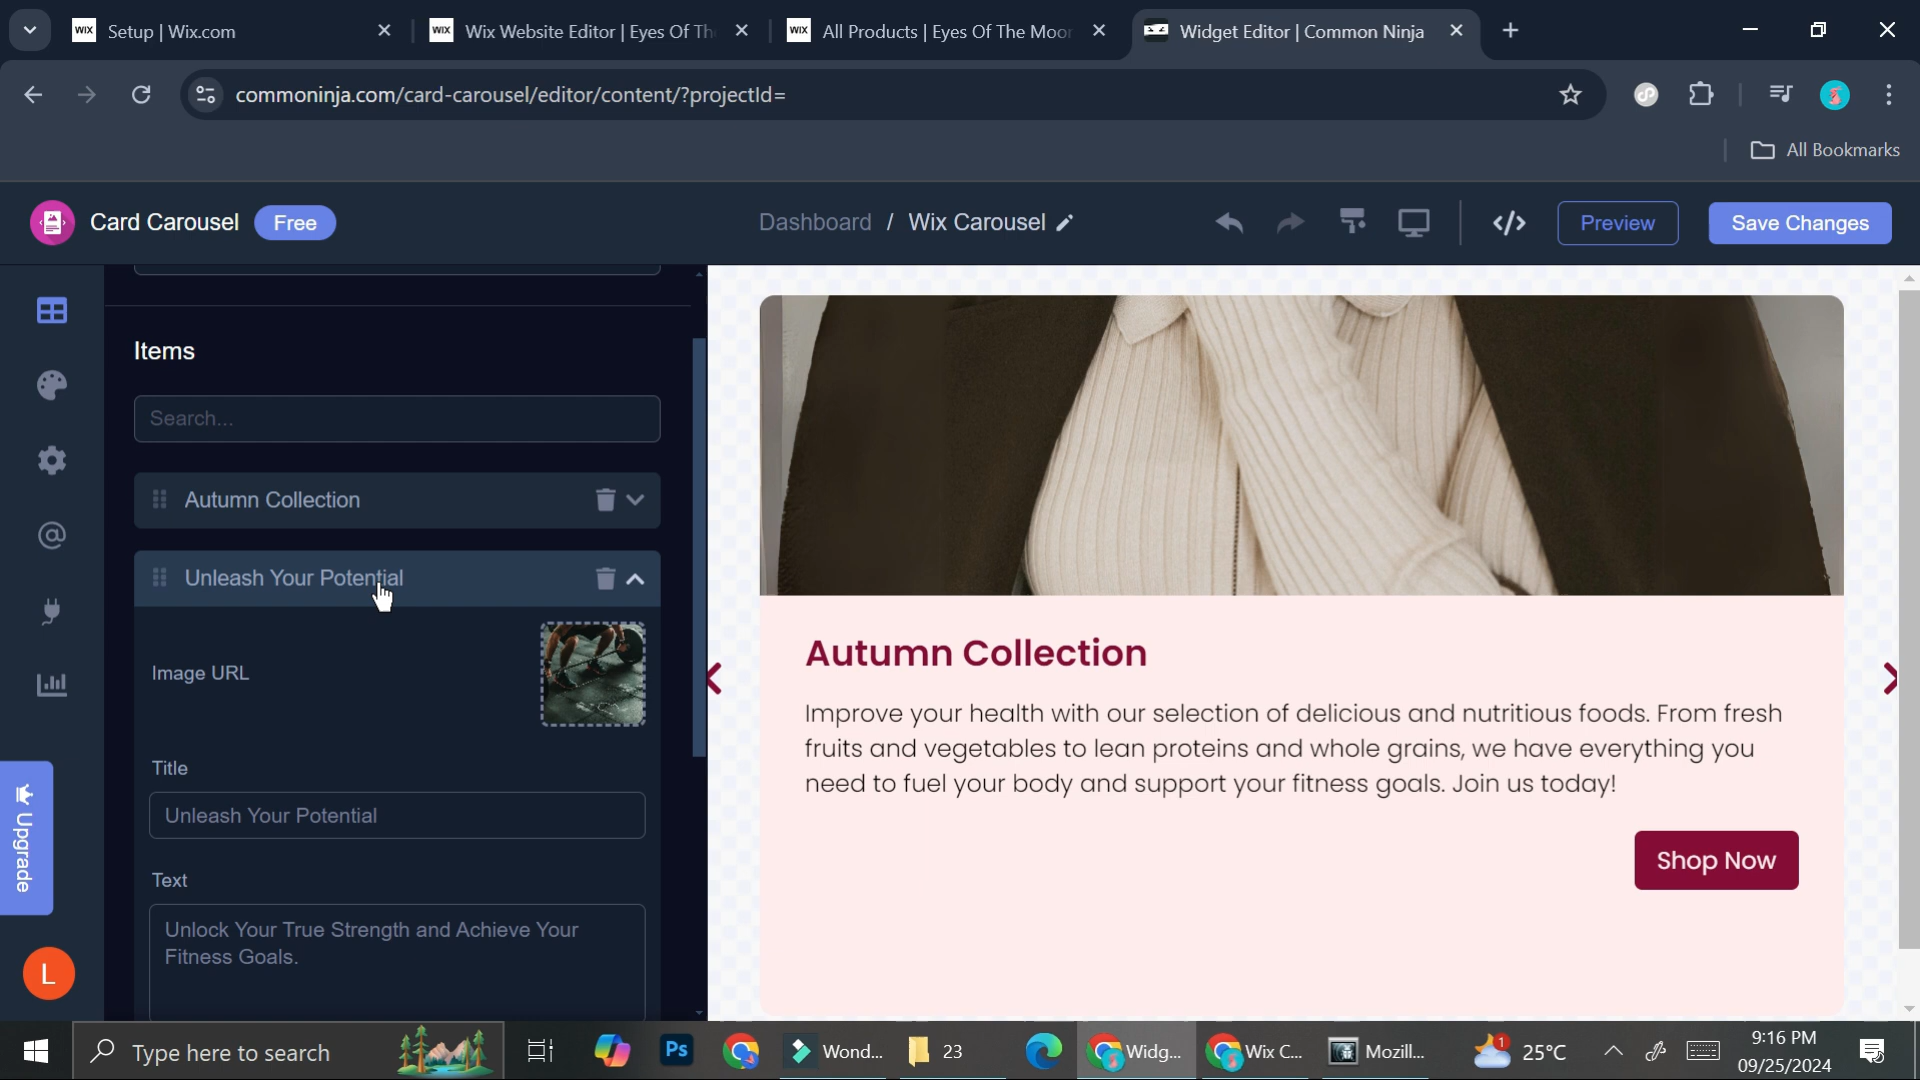 WIX Setup | Wix.com
WIX Wix Website Editor | Eyes Of Th
WIX All Products | Eyes Of The Moor
Widget Editor | Common Ninja
commoninja.com/card-carousel/editor/content/?projectId=
All Bookmarks
Card Carousel Free
Dashboard / Wix Carousel
</>
Preview
Save Changes
Items
Search...
Autumn Collection
Unleash Your Potential
Image URL
Title
Unleash Your Potential
Text
Unlock Your True Strength and Achieve Your
Fitness Goals.
Upgrade
L
Autumn Collection
Improve your health with our selection of delicious and nutritious foods. From fresh
fruits and vegetables to lean proteins and whole grains, we have everything you
need to fuel your body and support your fitness goals. Join us today!
Shop Now
Type here to search
Ps
Wond...
23
Widg...
Wix C...
Mozill...
1
25°C
9:16 PM
09/25/2024